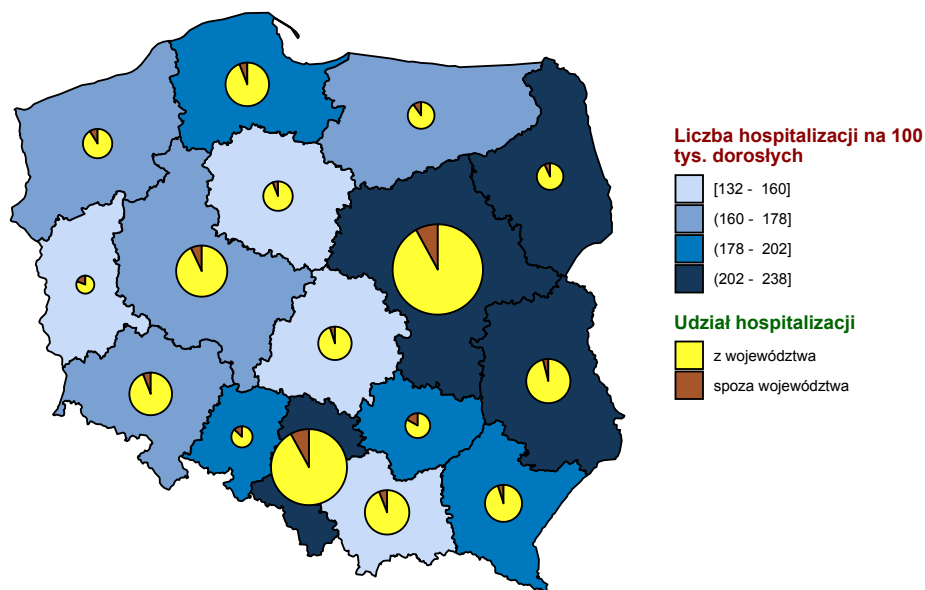 Liczba hospitalizacji na 100
tys. dorosłych
[132 - 160]
(160 - 178]
(178 - 202]
(202 - 238]
Udział hospitalizacji
z województwa
spoza województwa